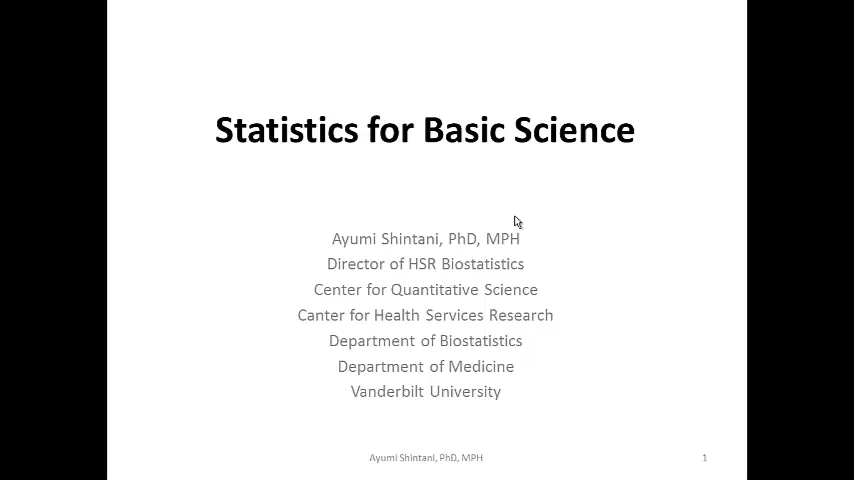 Statistics for Basic Science
Ayumi Shintani, PhD, MPH
Director of HSR Biostatistics
Center for Quantitative Science
Canter for Health Services Research
Department of Biostatistics
Department of Medicine
Vanderbilt University
Ayumi Shintani, PhD, MPH
1